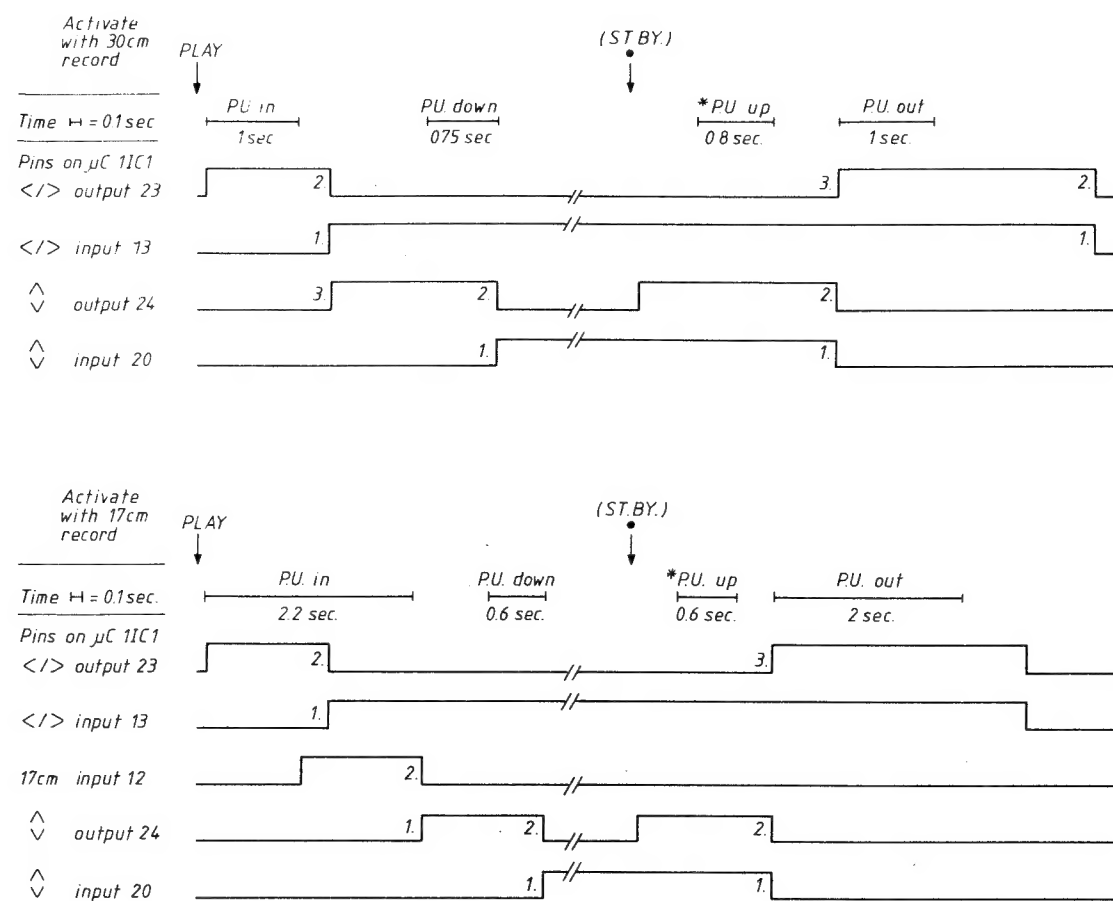 Activate
with 30cm
record
PLAY
(ST BY.)
P.U. in
P.U. down
*P.U. up
P.U. out
Time ⊢⊣ = 0.1 sec
1 sec
075 sec
0 8 sec.
1 sec.
Pins on µC 1IC1
</> output 23
2.
3.
2.
</> input 13
1.
1.
output 24
3.
2.
2.
input 20
1.
1.
Activate
with 17cm
record
PLAY
(ST.BY.)
P.U. in
P.U. down
*P.U. up
P.U. out
Time ⊢⊣ = 0.1 sec.
2.2 sec.
0.6 sec.
0.6 sec.
2 sec.
Pins on µC 1IC1
</> output 23
2.
3.
</> input 13
1.
17cm input 12
2.
output 24
1.
2.
2.
input 20
1.
1.